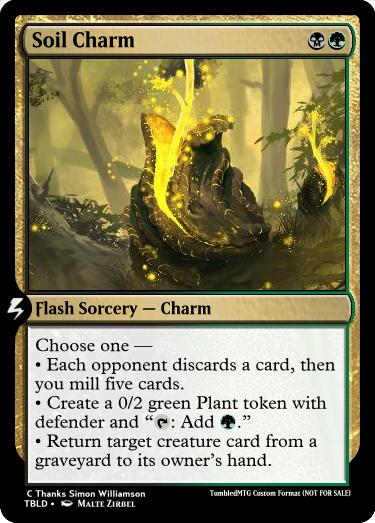 Soil Charm
Flash Sorcery — Charm
Choose one —
• Each opponent discards a card, then
you mill five cards.
• Create a 0/2 green Plant token with
defender and “: Add .”
• Return target creature card from a
graveyard to its owner's hand.
C Thanks Simon Williamson
TumbledMTG Custom Format (NOT FOR SALE)
TBLD • Malte Zirbel